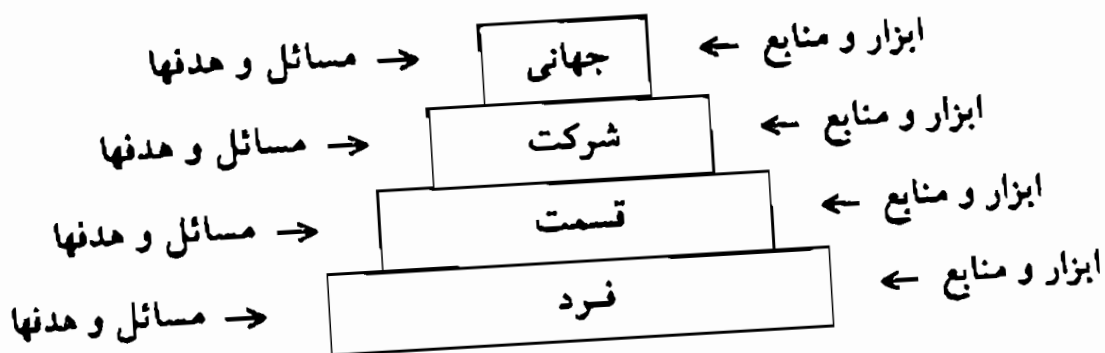 ابزار و منابع ← جهانی مسائل و هدفها →
ابزار و منابع ← شرکت مسائل و هدفها →
ابزار و منابع ← قسمت مسائل و هدفها →
ابزار و منابع ← فرد مسائل و هدفها →